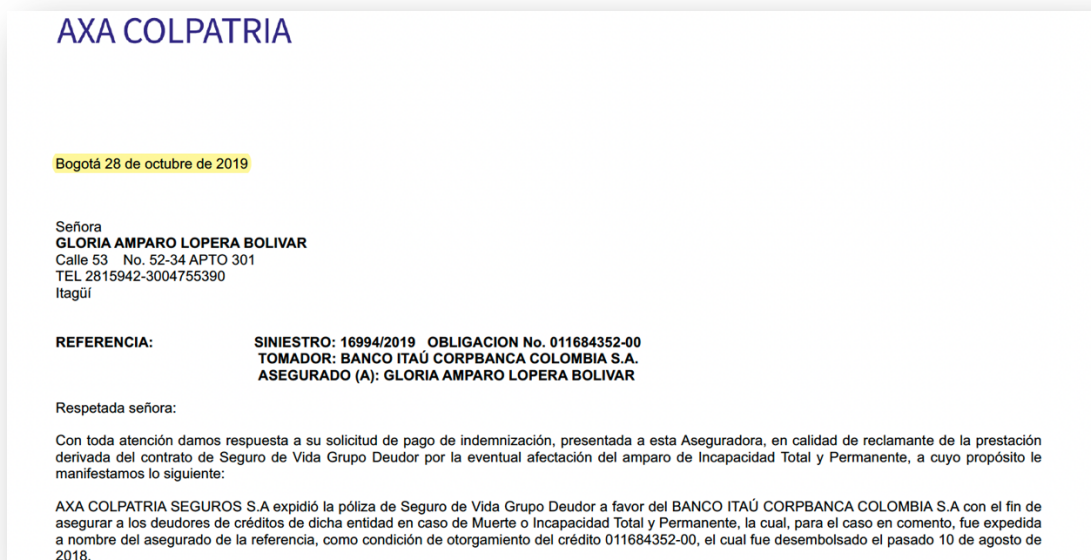 AXA COLPATRIA
Bogotá 28 de octubre de 2019
Señora
GLORIA AMPARO LOPERA BOLIVAR
Calle 53 No. 52-34 APTO 301
TEL 2815942-3004755390
Itagüí
REFERENCIA: SINIESTRO: 16994/2019 OBLIGACION No. 011684352-00
TOMADOR: BANCO ITAÚ CORPBANCA COLOMBIA S.A.
ASEGURADO (A): GLORIA AMPARO LOPERA BOLIVAR
Respetada señora:
Con toda atención damos respuesta a su solicitud de pago de indemnización, presentada a esta Aseguradora, en calidad de reclamante de la prestación
derivada del contrato de Seguro de Vida Grupo Deudor por la eventual afectación del amparo de Incapacidad Total y Permanente, a cuyo propósito le
manifestamos lo siguiente:
AXA COLPATRIA SEGUROS S.A expidió la póliza de Seguro de Vida Grupo Deudor a favor del BANCO ITAÚ CORPBANCA COLOMBIA S.A con el fin de
asegurar a los deudores de créditos de dicha entidad en caso de Muerte o Incapacidad Total y Permanente, la cual, para el caso en comento, fue expedida
a nombre del asegurado de la referencia, como condición de otorgamiento del crédito 011684352-00, el cual fue desembolsado el pasado 10 de agosto de
2018.